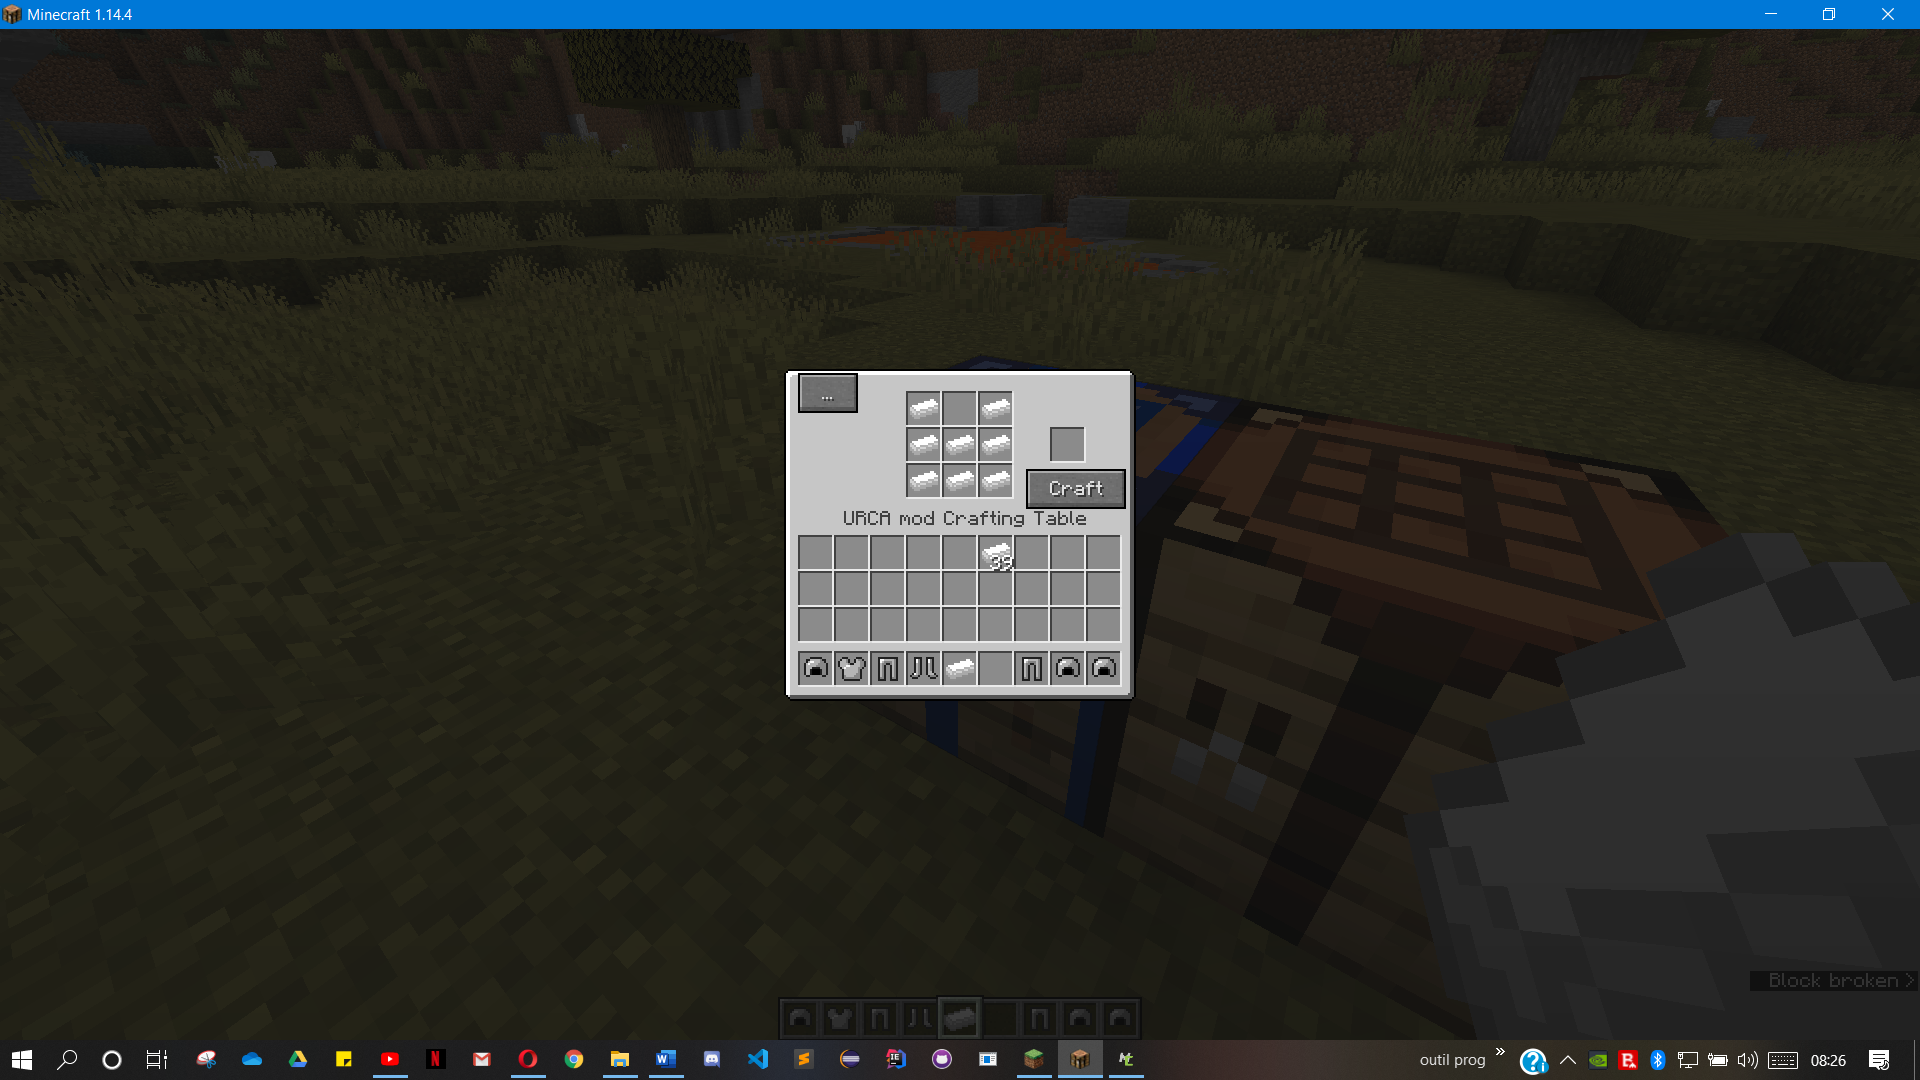 Minecraft 1.14.4
...
Craft
URCA mod Crafting Table
39
Block broken >
outil prog
08:26